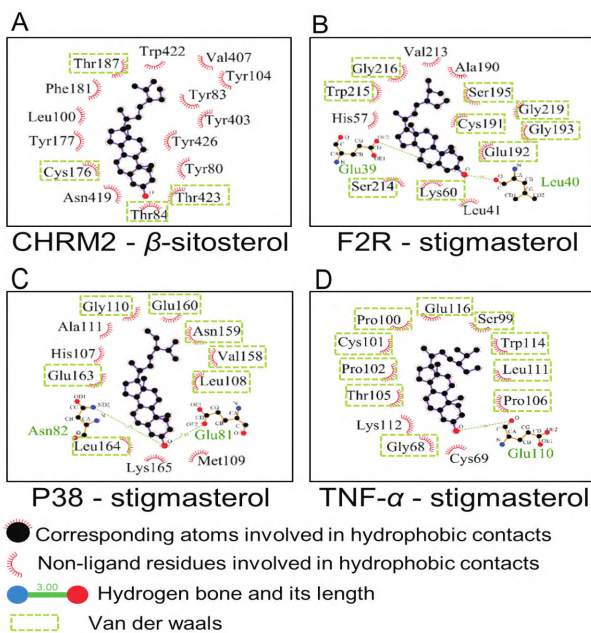 A
Thr187
Trp422
Val407
Tyr104
Phe181
Tyr83
Leu100
Tyr403
Tyr177
Tyr426
Cys176
Tyr80
Asn419
Thr423
Thr84
CHRM2 - β-sitosterol
B
Val213
Gly216
Ala190
Trp215
Ser195
Gly219
His57
Cys191
Gly193
Glu192
Glu39
Leu40
Ser214
Lys60
Leu41
F2R - stigmasterol
C
Gly110
Glu160
Ala111
Asn159
His107
Val158
Glu163
Leu108
Asn82
Glu81
Leu164
Lys165
Met109
P38 - stigmasterol
D
Glu116
Pro100
Ser99
Cys101
Trp114
Pro102
Leu111
Thr105
Pro106
Lys112
Gly68
Cys69
Glu110
TNF-α - stigmasterol
Corresponding atoms involved in hydrophobic contacts
Non-ligand residues involved in hydrophobic contacts
3.00
Hydrogen bone and its length
Van der waals